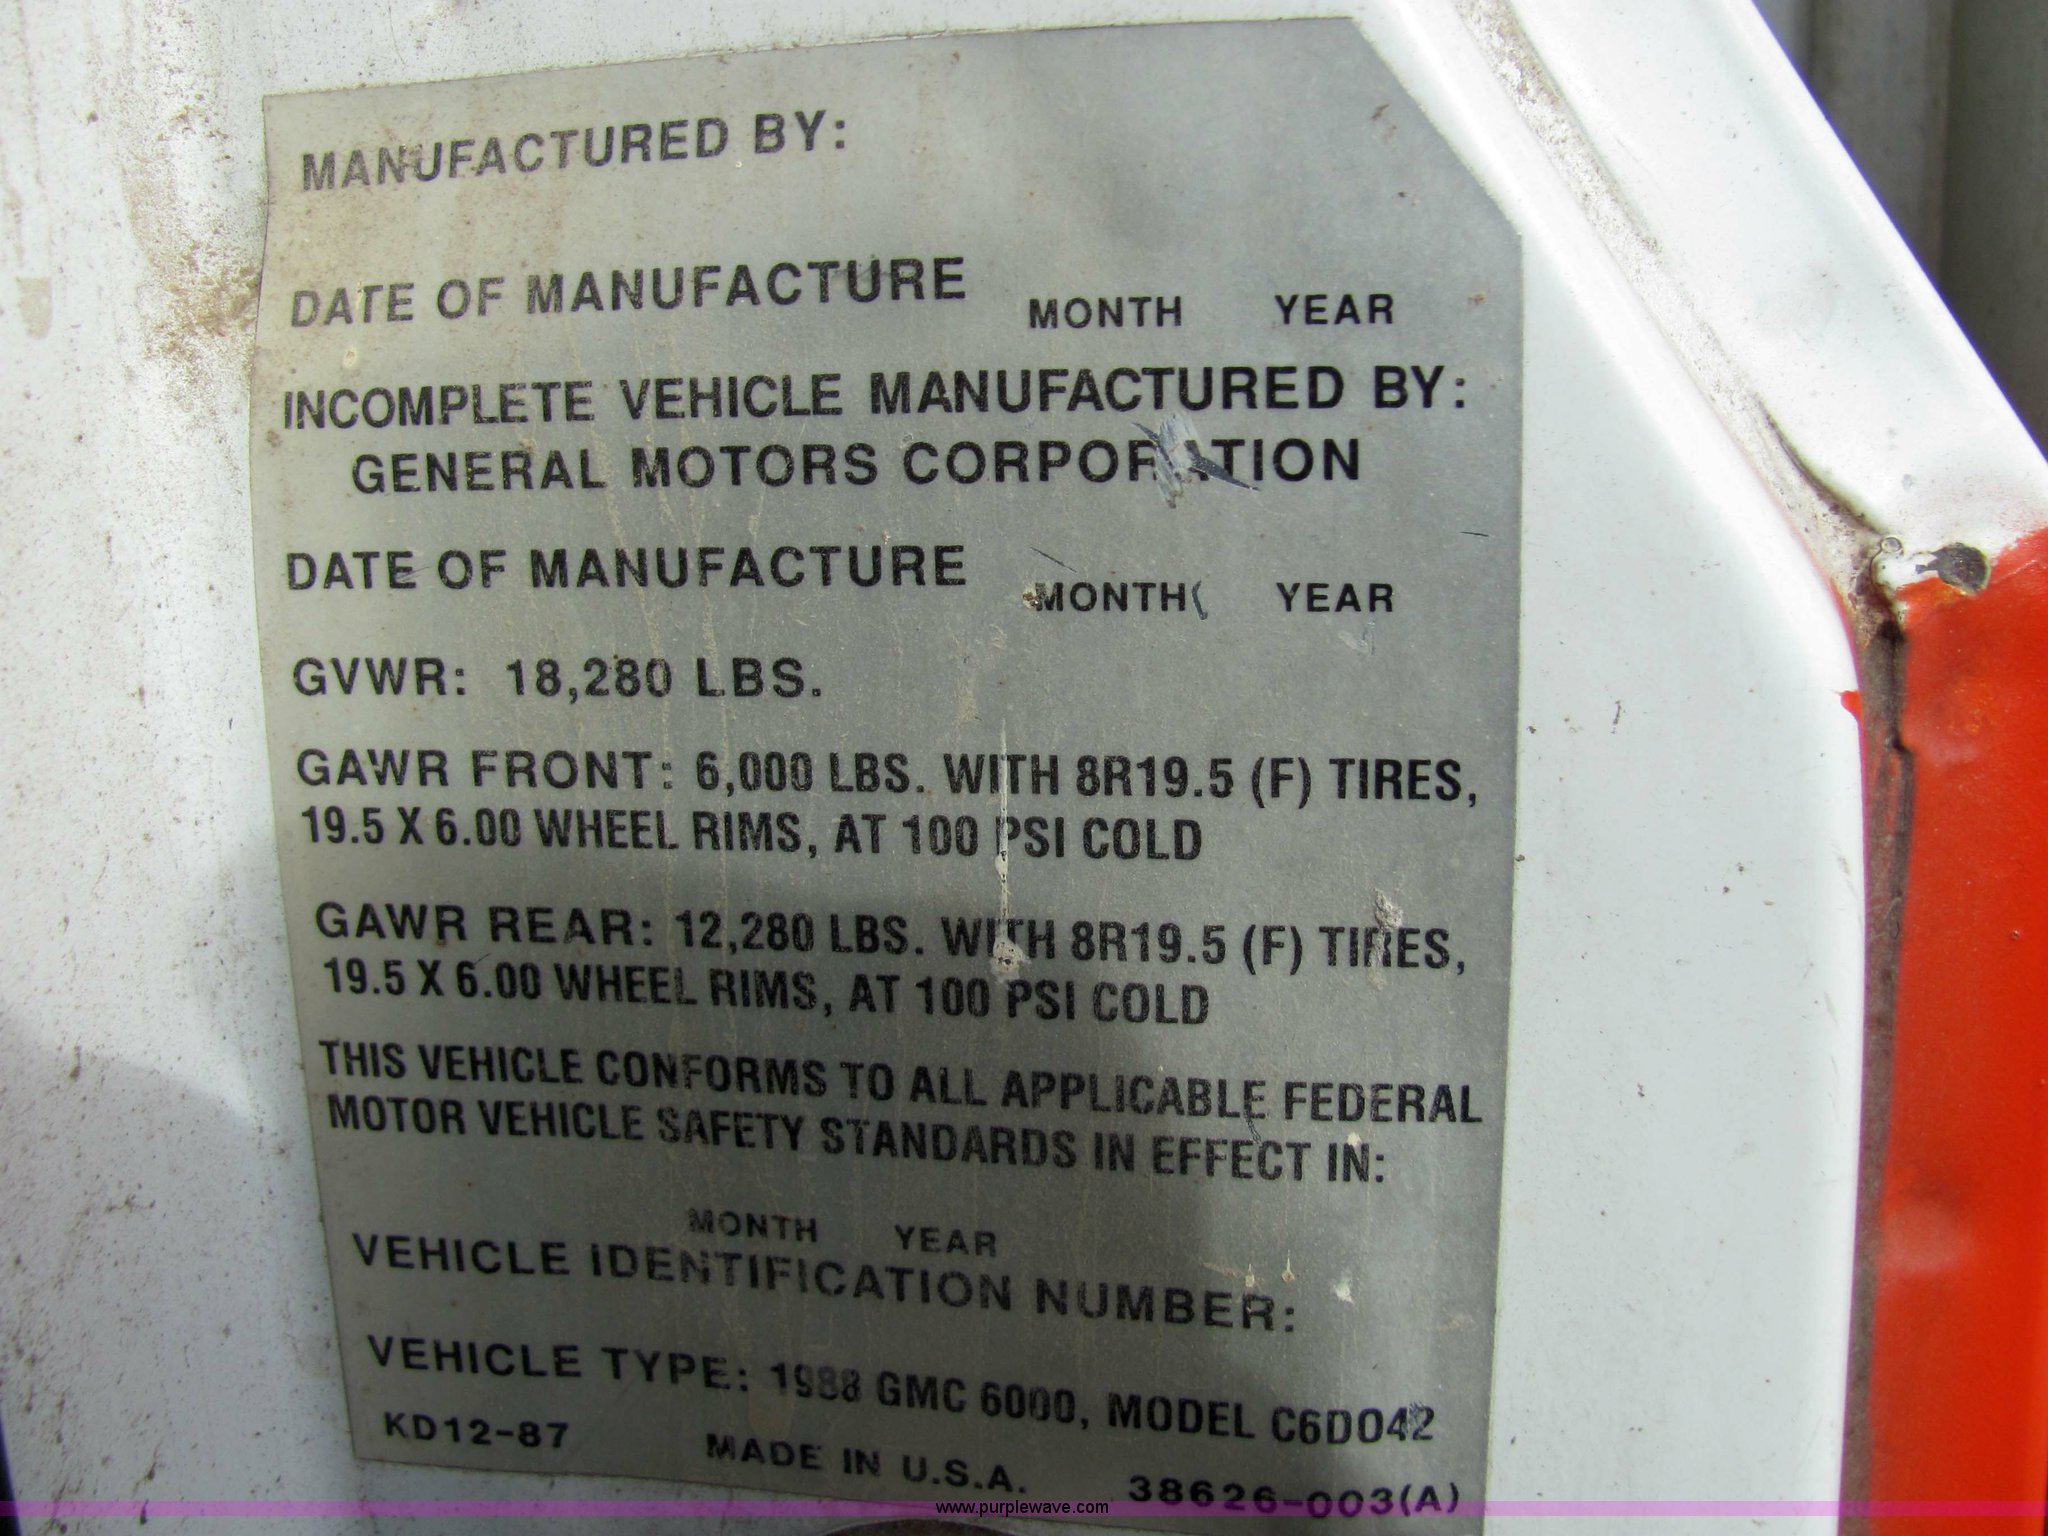 MANUFACTURED BY:
DATE OF MANUFACTURE
MONTH YEAR
INCOMPLETE VEHICLE MANUFACTURED BY:
GENERAL MOTORS CORPORATION
DATE OF MANUFACTURE
MONTH YEAR
GVWR: 18,280 LBS.
GAWR FRONT: 6,000 LBS. WITH 8R19.5 (F) TIRES,
19.5 X 6.00 WHEEL RIMS, AT 100 PSI COLD
GAWR REAR: 12,280 LBS. WITH 8R19.5 (F) TIRES,
19.5 X 6.00 WHEEL RIMS, AT 100 PSI COLD
THIS VEHICLE CONFORMS TO ALL APPLICABLE FEDERAL
MOTOR VEHICLE SAFETY STANDARDS IN EFFECT IN:
MONTH YEAR
VEHICLE IDENTIFICATION NUMBER:
VEHICLE TYPE: 1988 GMC 6000, MODEL C6D042
KD12-87 MADE IN U.S.A. 38626-003(A)
www.purplewave.com